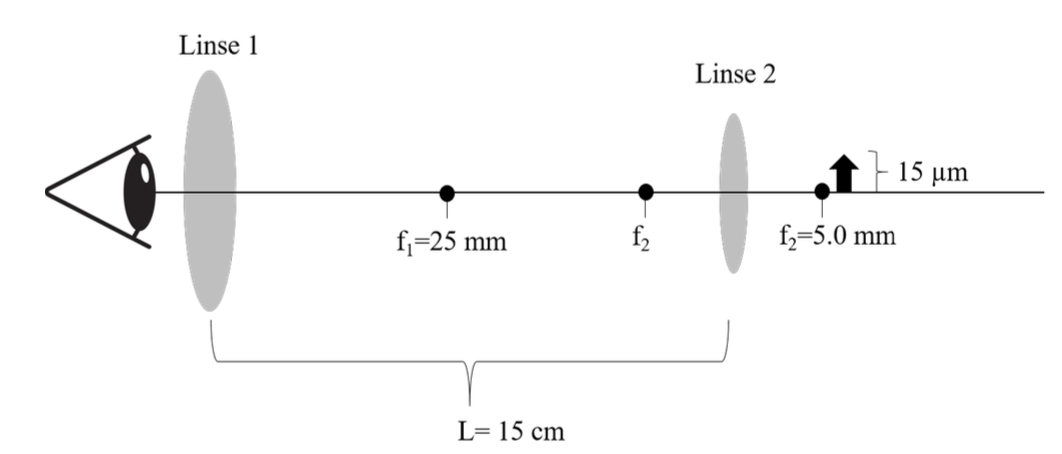 Linse 1
Linse 2
15 μm
f₁=25 mm
f₂
f₂=5.0 mm
L= 15 cm